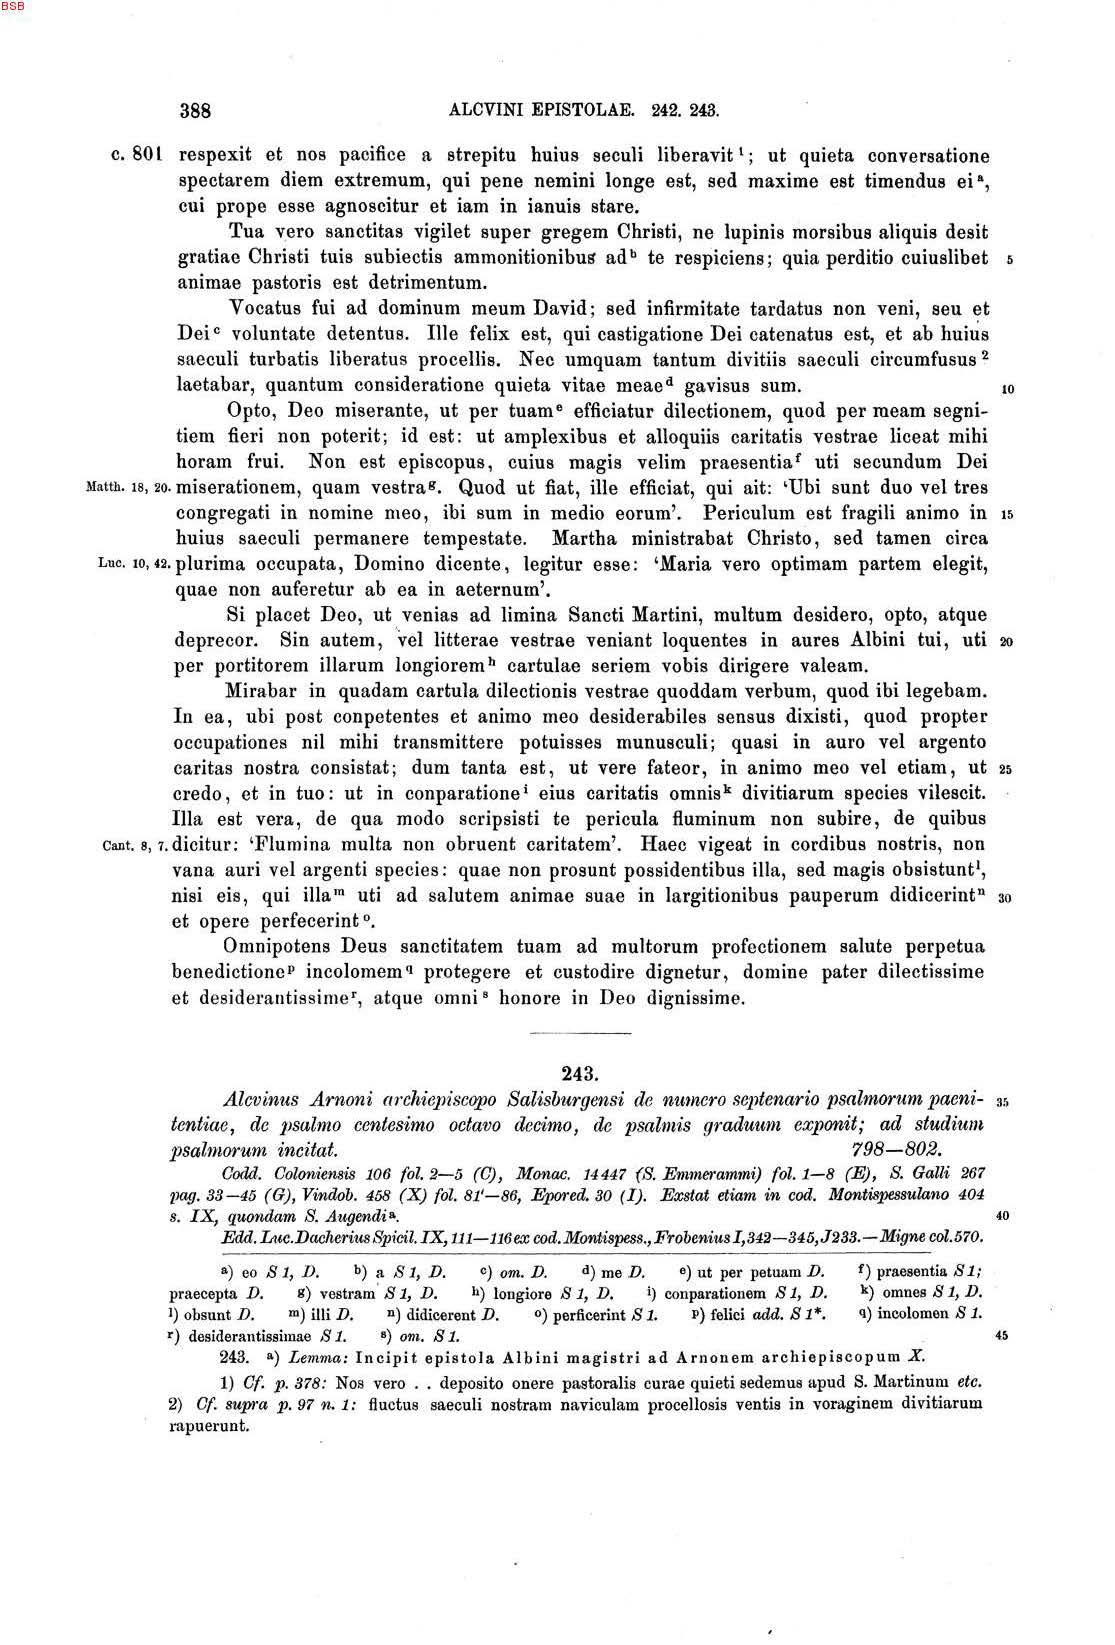 BSB
388 ALCVINI EPISTOLAE. 242. 243.
c. 801 respexit et nos pacifice a strepitu huius seculi liberavit ¹; ut quieta conversatione
spectarem diem extremum, qui pene nemini longe est, sed maxime est timendus ei ᵃ,
cui prope esse agnoscitur et iam in ianuis stare.
Tua vero sanctitas vigilet super gregem Christi, ne lupinis morsibus aliquis desit
gratiae Christi tuis subiectis ammonitionibus ad ᵇ te respiciens; quia perditio cuiuslibet 5
animae pastoris est detrimentum.
Vocatus fui ad dominum meum David; sed infirmitate tardatus non veni, seu et
Dei ᶜ voluntate detentus. Ille felix est, qui castigatione Dei catenatus est, et ab huius
saeculi turbatis liberatus procellis. Nec umquam tantum divitiis saeculi circumfusus ²
laetabar, quantum consideratione quieta vitae meae ᵈ gavisus sum. 10
Opto, Deo miserante, ut per tuam ᵉ efficiatur dilectionem, quod per meam segni-
tiem fieri non poterit; id est: ut amplexibus et alloquiis caritatis vestrae liceat mihi
horam frui. Non est episcopus, cuius magis velim praesentia ᶠ uti secundum Dei
Matth. 18, 20. miserationem, quam vestra ᵍ. Quod ut fiat, ille efficiat, qui ait: ‘Ubi sunt duo vel tres
congregati in nomine meo, ibi sum in medio eorum’. Periculum est fragili animo in 15
huius saeculi permanere tempestate. Martha ministrabat Christo, sed tamen circa
Luc. 10, 42. plurima occupata, Domino dicente, legitur esse: ‘Maria vero optimam partem elegit,
quae non auferetur ab ea in aeternum’.
Si placet Deo, ut venias ad limina Sancti Martini, multum desidero, opto, atque
deprecor. Sin autem, vel litterae vestrae veniant loquentes in aures Albini tui, uti 20
per portitorem illarum longiorem ʰ cartulae seriem vobis dirigere valeam.
Mirabar in quadam cartula dilectionis vestrae quoddam verbum, quod ibi legebam.
In ea, ubi post conpetentes et animo meo desiderabiles sensus dixisti, quod propter
occupationes nil mihi transmittere potuisses munusculi; quasi in auro vel argento
caritas nostra consistat; dum tanta est, ut vere fateor, in animo meo vel etiam, ut 25
credo, et in tuo: ut in conparatione ⁱ eius caritatis omnis ᵏ divitiarum species vilescit.
Illa est vera, de qua modo scripsisti te pericula fluminum non subire, de quibus
Cant. 8, 7. dicitur: ‘Flumina multa non obruent caritatem’. Haec vigeat in cordibus nostris, non
vana auri vel argenti species: quae non prosunt possidentibus illa, sed magis obsistunt ˡ,
nisi eis, qui illa ᵐ uti ad salutem animae suae in largitionibus pauperum didicerint ⁿ 30
et opere perfecerint ᵒ.
Omnipotens Deus sanctitatem tuam ad multorum profectionem salute perpetua
benedictione ᵖ incolomem q protegere et custodire dignetur, domine pater dilectissime
et desiderantissime ʳ, atque omni ˢ honore in Deo dignissime.
243.
Alcvinus Arnoni archiepiscopo Salisburgensi de numero septenario psalmorum paeni- 35
tentiae, de psalmo centesimo octavo decimo, de psalmis graduum exponit; ad studium
psalmorum incitat. 798—802.
Codd. Coloniensis 106 fol. 2—5 (C), Monac. 14447 (S. Emmerammi) fol. 1—8 (E), S. Galli 267
pag. 33—45 (G), Vindob. 458 (X) fol. 81'—86, Epored. 30 (I). Exstat etiam in cod. Montispessulano 404
s. IX, quondam S. Augendi ᵃ. 40
Edd. Luc. Dacherius Spicil. IX, 111—116 ex cod. Montispess., Frobenius I, 342—345, J 233. — Migne col. 570.
a) eo S 1, D. b) a S 1, D. c) om. D. d) me D. e) ut per petuam D. f) praesentia S 1;
praecepta D. g) vestram S 1, D. h) longiore S 1, D. i) conparationem S 1, D. k) omnes S 1, D.
l) obsunt D. m) illi D. n) didicerent D. o) perficerint S 1. p) felici add. S 1*. q) incolomen S 1.
r) desiderantissimae S 1. s) om. S 1. 45
243. a) Lemma: Incipit epistola Albini magistri ad Arnonem archiepiscopum X.
1) Cf. p. 378: Nos vero . . deposito onere pastoralis curae quieti sedemus apud S. Martinum etc.
2) Cf. supra p. 97 n. 1: fluctus saeculi nostram naviculam procellosis ventis in voraginem divitiarum
rapuerunt.